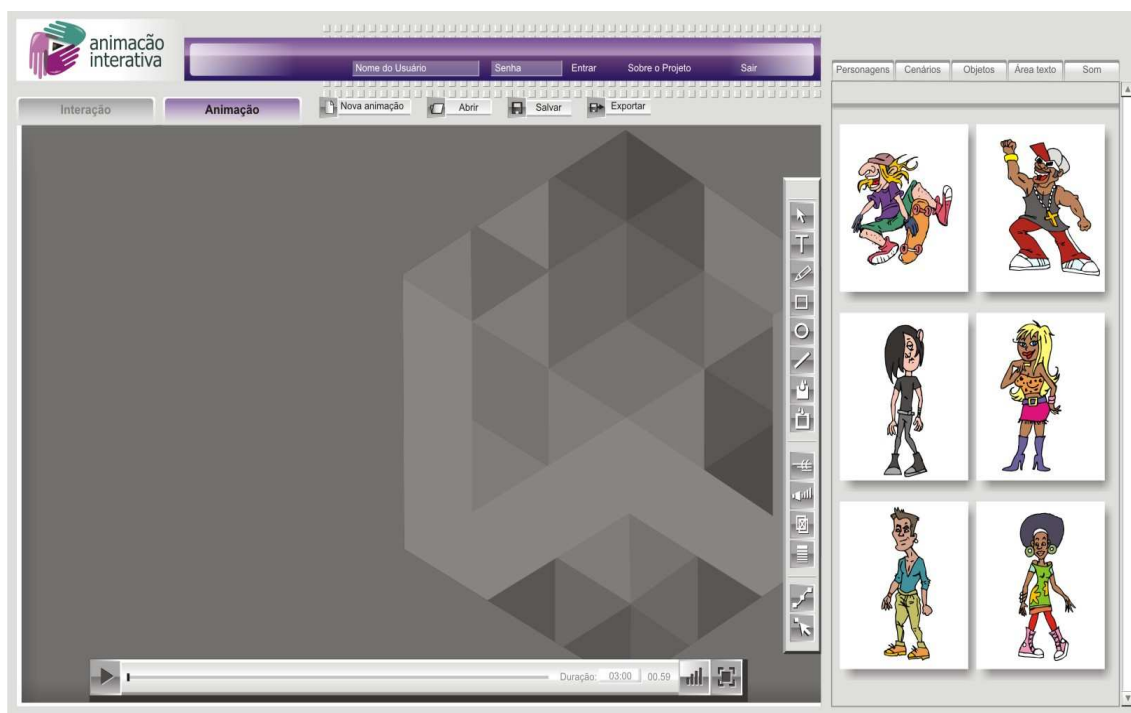 animação
interativa
Nome do Usuário Senha Entrar Sobre o Projeto Sair
Interação Animação Nova animação Abrir Salvar Exportar
Personagens Cenários Objetos Área texto Som
T
Duração: 03:00 00.59